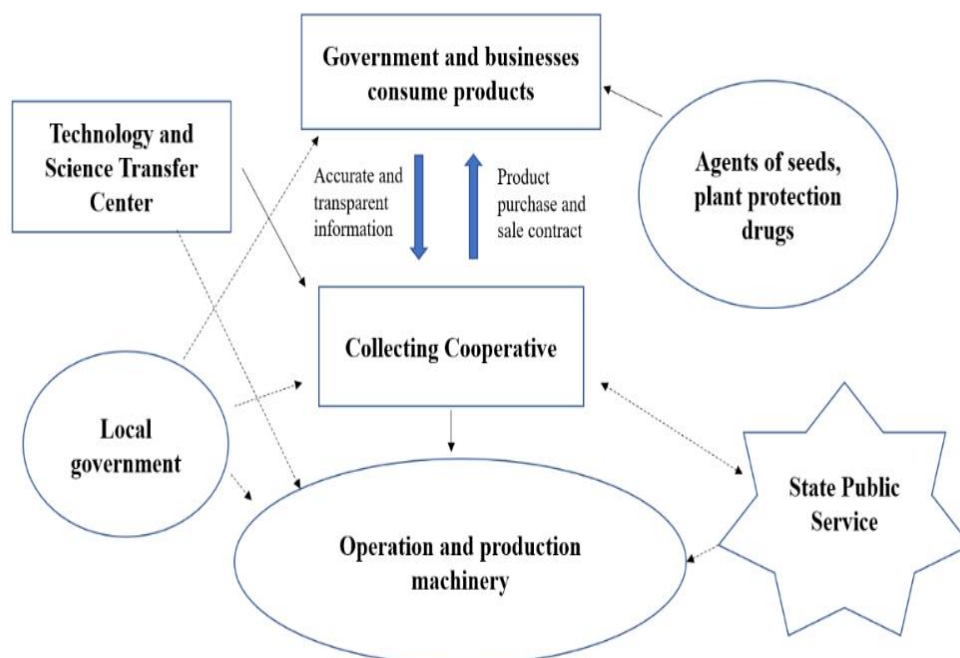 Government and businesses
consume products
Technology and
Science Transfer
Center
Accurate and
transparent
information
Product
purchase and
sale contract
Agents of seeds,
plant protection
drugs
Collecting Cooperative
Local
government
State Public
Service
Operation and production
machinery